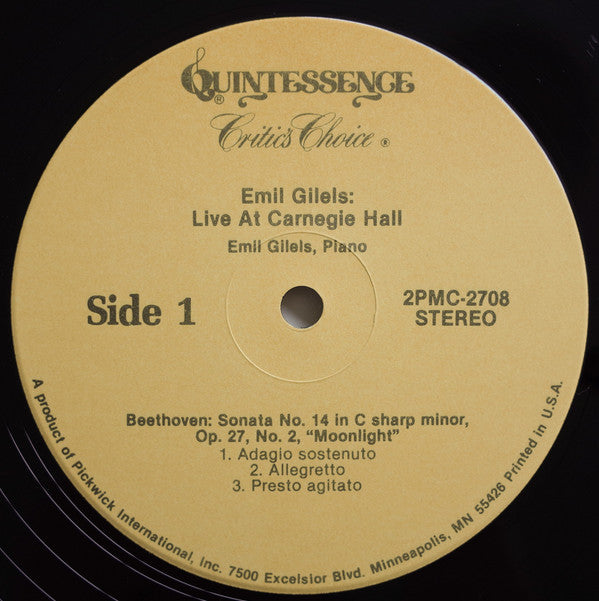 QUINTESSENCE®
Critic's Choice ®
Emil Gilels:
Live At Carnegie Hall
Emil Gilels, Piano
Side 1
2PMC-2708
STEREO
Beethoven: Sonata No. 14 in C sharp minor,
Op. 27, No. 2, “Moonlight”
1. Adagio sostenuto
2. Allegretto
3. Presto agitato
A product of Pickwick International, Inc. 7500 Excelsior Blvd. Minneapolis, MN 55426 Printed in U.S.A.